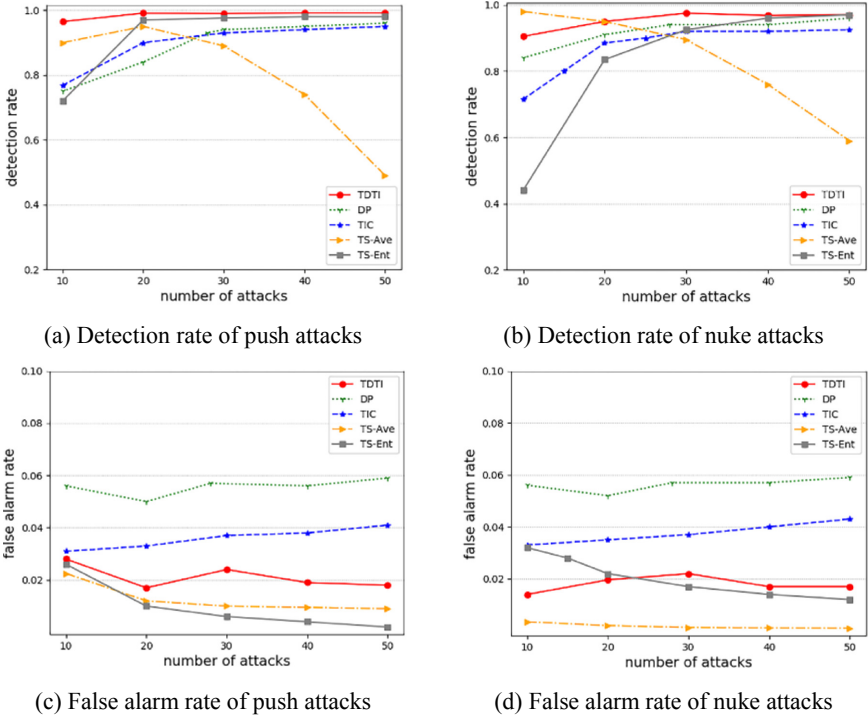 1.0
0.8
0.6
0.4
0.2
detection rate
10 20 30 40 50
number of attacks
TDTI
DP
TIC
TS-Ave
TS-Ent
(a) Detection rate of push attacks
1.0
0.8
0.6
0.4
0.2
detection rate
10 20 30 40 50
number of attacks
TDTI
DP
TIC
TS-Ave
TS-Ent
(b) Detection rate of nuke attacks
0.10
0.08
0.06
0.04
0.02
false alarm rate
10 20 30 40 50
number of attacks
TDTI
DP
TIC
TS-Ave
TS-Ent
(c) False alarm rate of push attacks
0.10
0.08
0.06
0.04
0.02
false alarm rate
10 20 30 40 50
number of attacks
TDTI
DP
TIC
TS-Ave
TS-Ent
(d) False alarm rate of nuke attacks